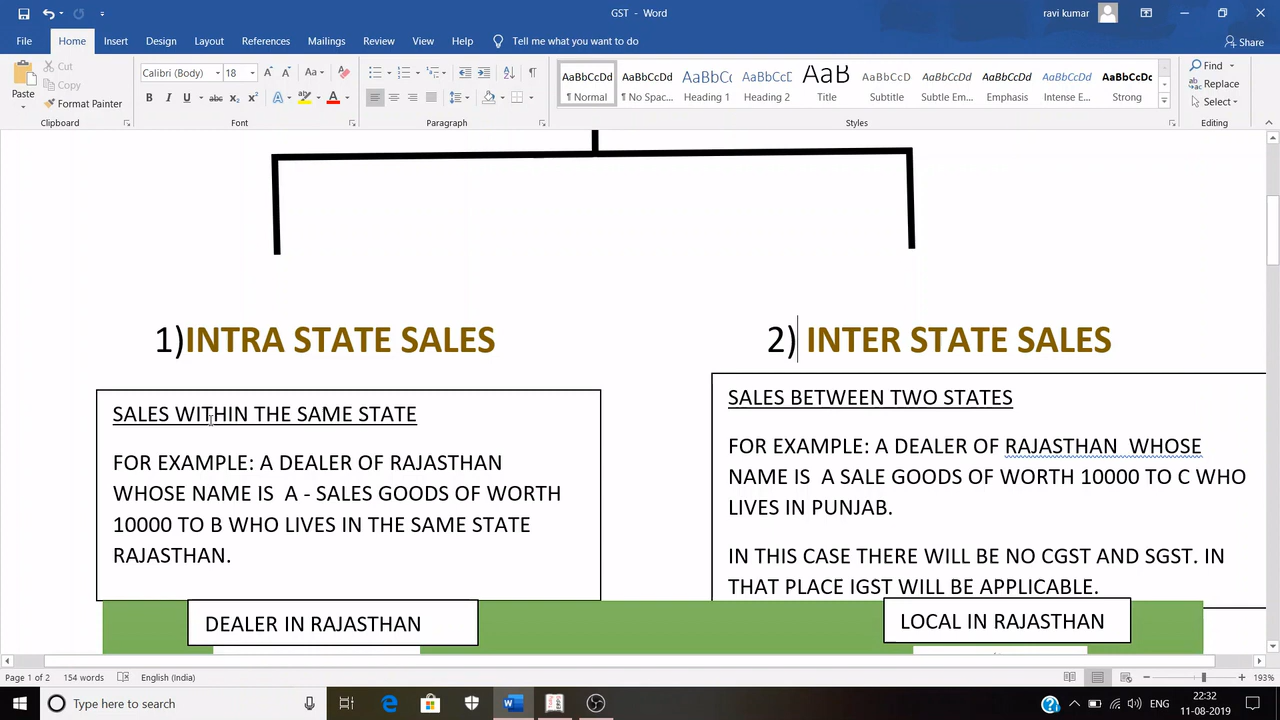 GST - Word
ravi kumar
File Home Insert Design Layout References Mailings Review View Help Tell me what you want to do Share
Paste
Cut
Copy
Format Painter
Clipboard
Calibri (Body) 18
Font
Paragraph
AaBbCcDd AaBbCcDd AaBbCcDd AaBbCcE AaB AaBbCcD AaBbCcDd AaBbCcDd AaBbCcDd AaBbCcDc
¶ Normal ¶ No Spac... Heading 1 Heading 2 Title Subtitle Subtle Em... Emphasis Intense E... Strong
Styles
Find
Replace
Select
Editing
1)INTRA STATE SALES
SALES WITHIN THE SAME STATE
FOR EXAMPLE: A DEALER OF RAJASTHAN
WHOSE NAME IS A - SALES GOODS OF WORTH
10000 TO B WHO LIVES IN THE SAME STATE
RAJASTHAN.
2) INTER STATE SALES
SALES BETWEEN TWO STATES
FOR EXAMPLE: A DEALER OF RAJASTHAN WHOSE
NAME IS A SALE GOODS OF WORTH 10000 TO C WHO
LIVES IN PUNJAB.
IN THIS CASE THERE WILL BE NO CGST AND SGST. IN
THAT PLACE IGST WILL BE APPLICABLE.
DEALER IN RAJASTHAN
LOCAL IN RAJASTHAN
Page 1 of 2 154 words English (India) 193%
Type here to search
ENG
22:32
11-08-2019